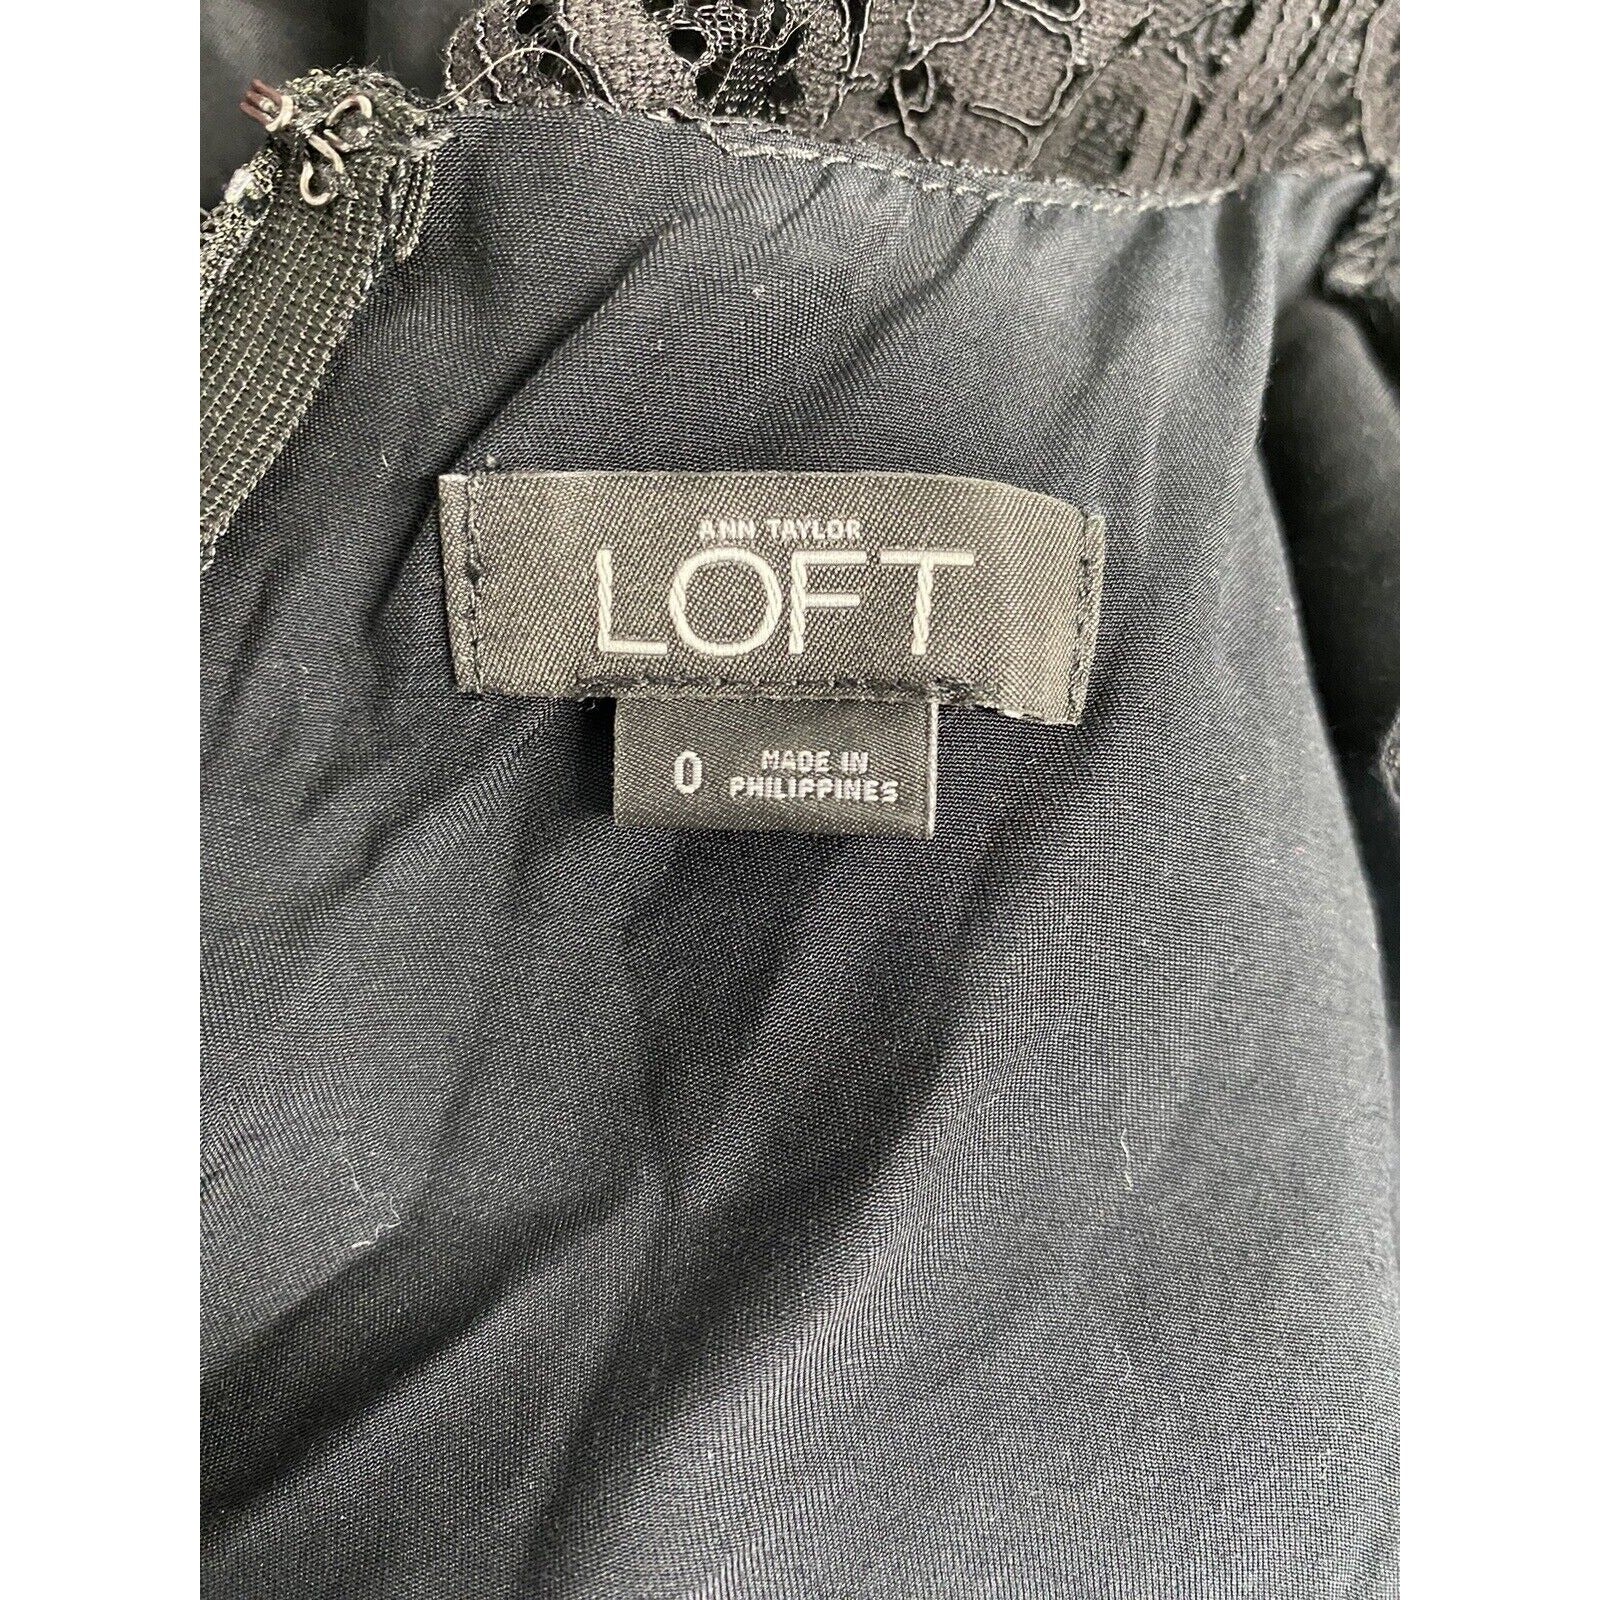 ANN TAYLOR
LOFT
0
MADE IN
PHILIPPINES